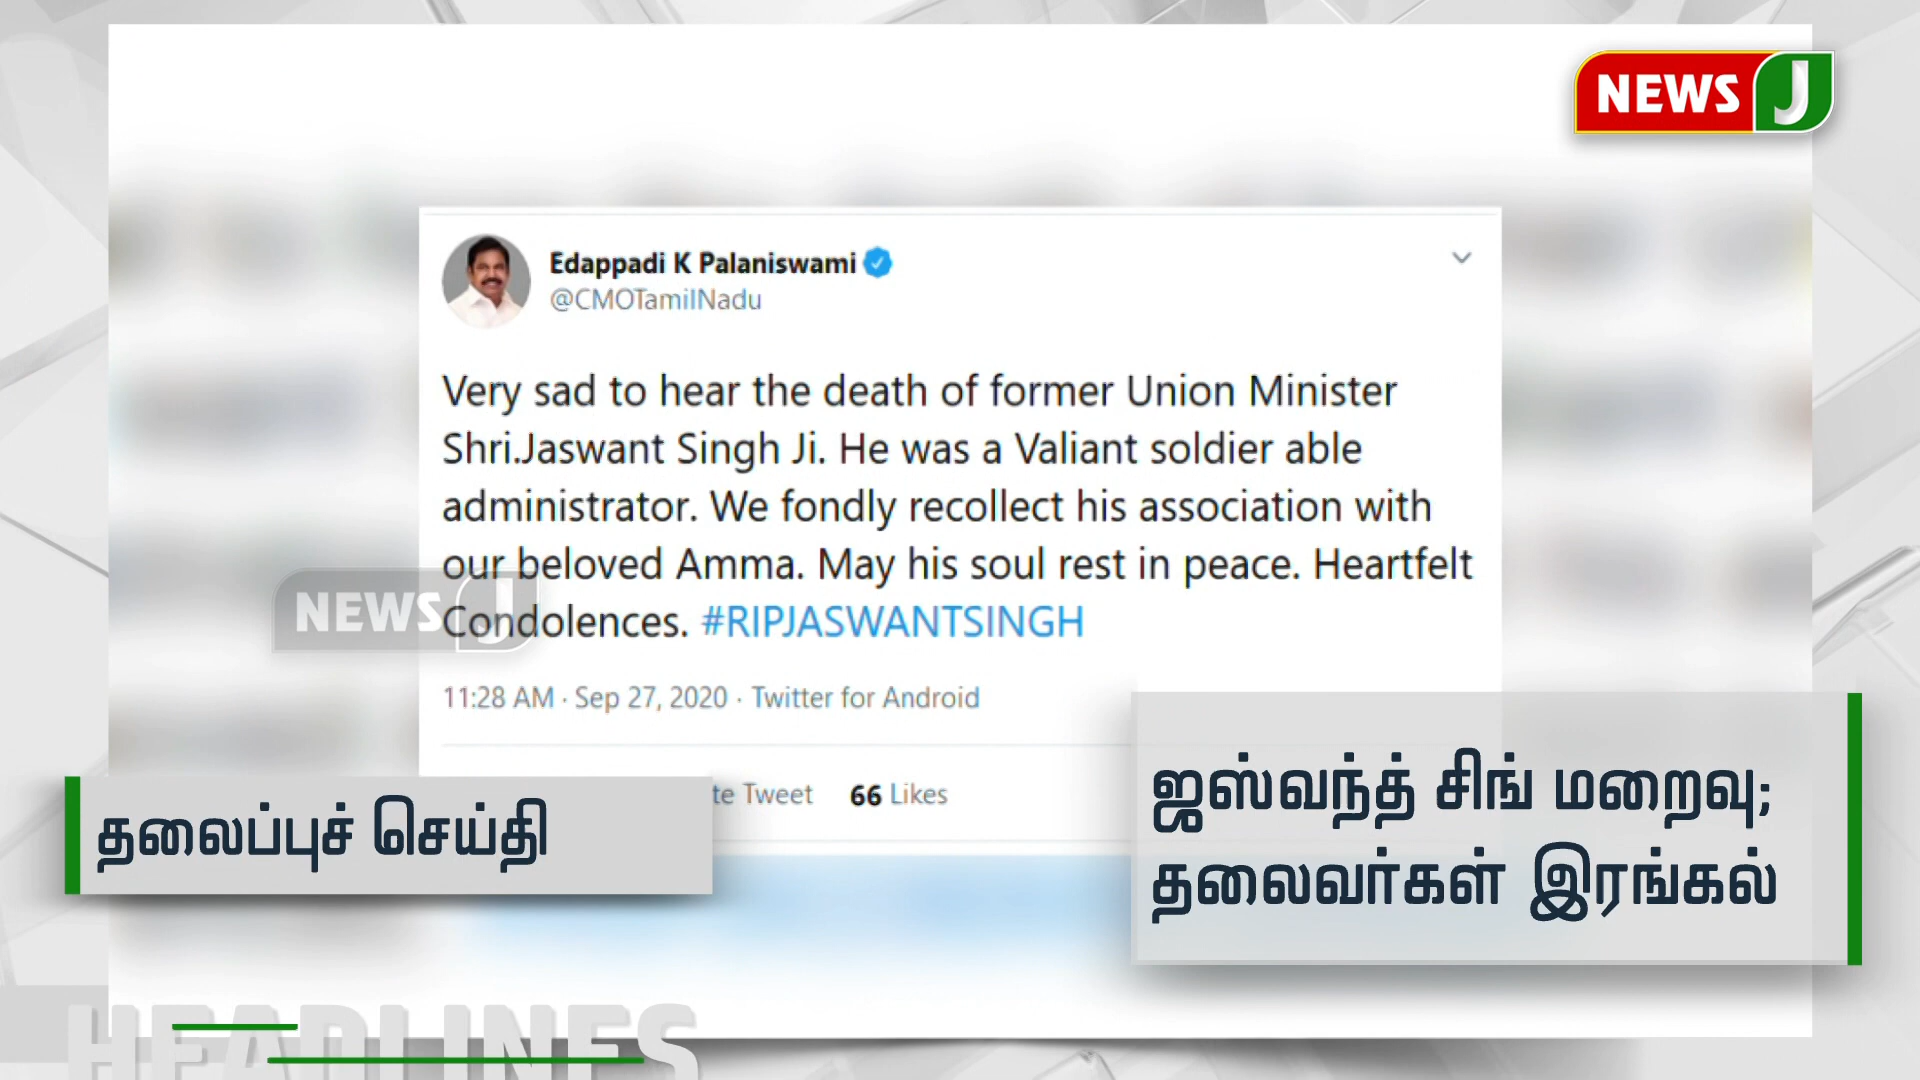 NEWS J
Edappadi K Palaniswami
@CMOTamilNadu
Very sad to hear the death of former Union Minister
Shri.Jaswant Singh Ji. He was a Valiant soldier able
administrator. We fondly recollect his association with
our beloved Amma. May his soul rest in peace. Heartfelt
Condolences. #RIPJASWANTSINGH
NEWS J
11:28 AM · Sep 27, 2020 · Twitter for Android
te Tweet 66 Likes
தலைப்புச் செய்தி
ஜஸ்வந்த் சிங் மறைவு;
தலைவர்கள் இரங்கல்
HEADLINES